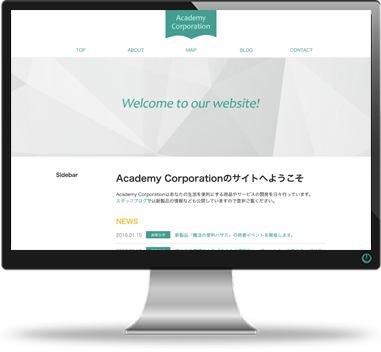 Academy
Corporation
TOP ABOUT MAP BLOG CONTACT
Welcome to our website!
Sidebar
Academy Corporationのサイトへようこそ
Academy Corporationはあなたの生活を便利にする商品やサービスの開発を日々行っています。
スタッフブログでは新製品の情報なども公開していますので是非ご覧ください。
NEWS
2016.01.15 お知らせ 新製品「魔法の便利ハサミ」の発表イベントを開催します。